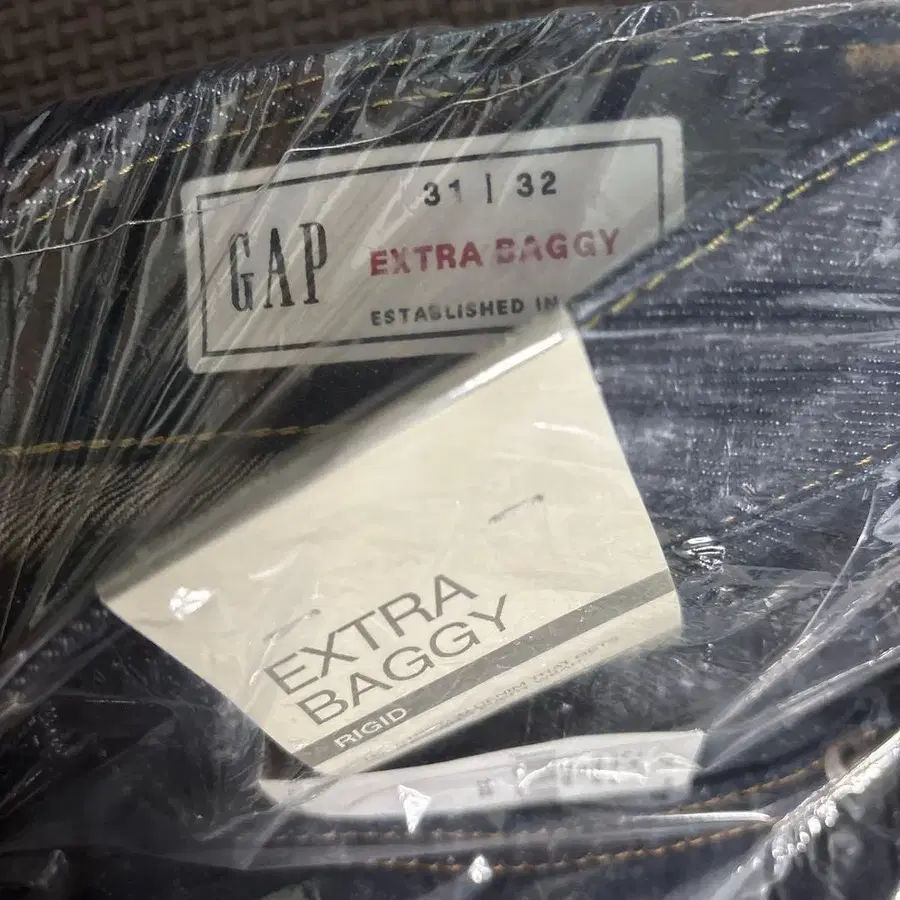 31 | 32
GAP
EXTRA BAGGY
ESTABLISHED IN
EXTRA
BAGGY
RIGID